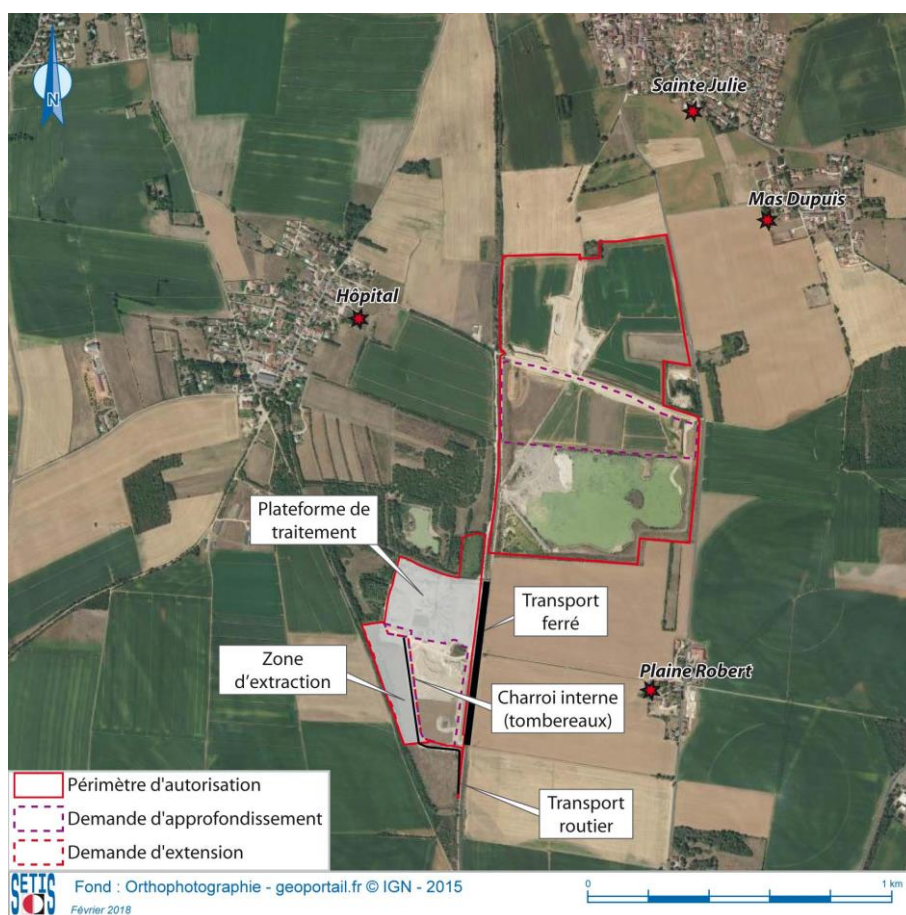 N
Sainte Julie
Mas Dupuis
Hôpital
Plateforme de
traitement
Transport
ferré
Zone
d'extraction
Plaine Robert
Charroi interne
(tombereaux)
Transport
routier
Périmètre d'autorisation
Demande d'approfondissement
Demande d'extension
SETIS
Fond : Orthophotographie - geoportail.fr © IGN - 2015
Février 2018
0
1 km